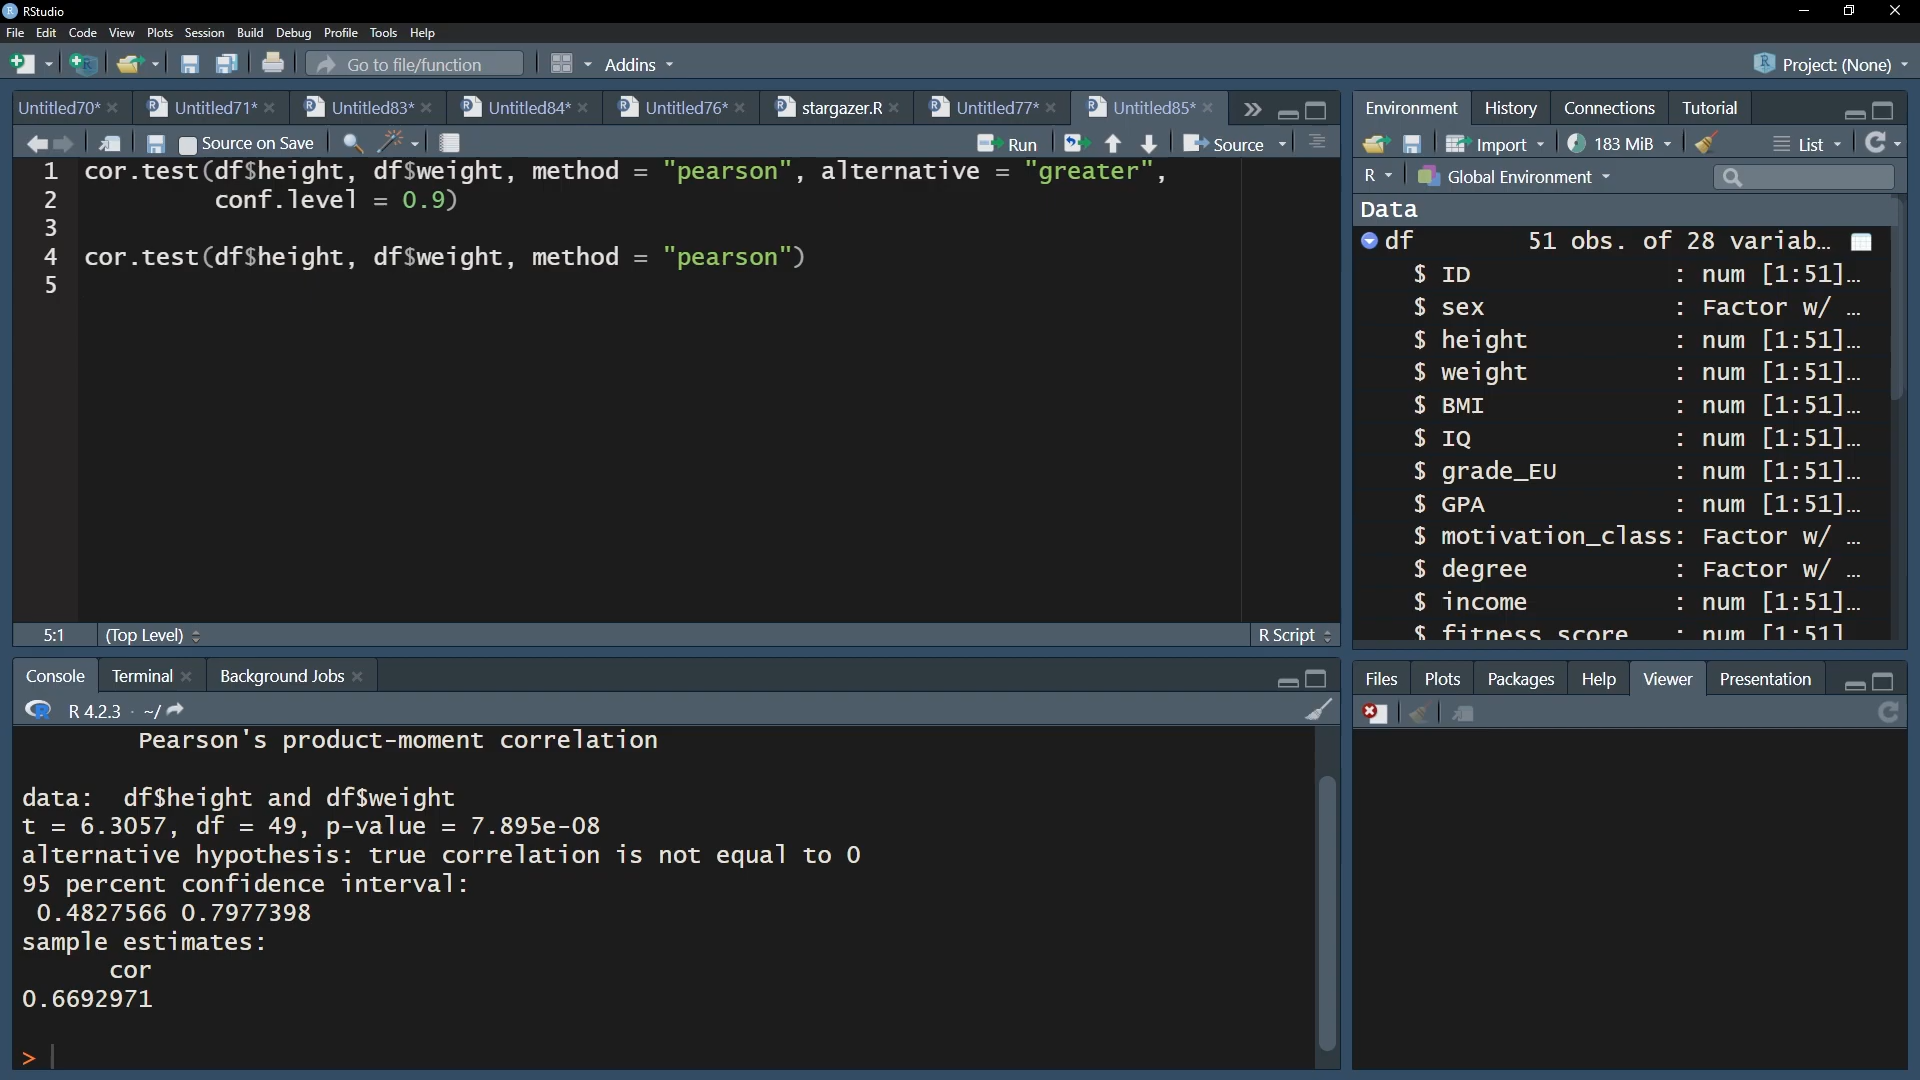 RStudio
File Edit Code View Plots Session Build Debug Profile Tools Help
Go to file/function Addins Project: (None)
Untitled70* Untitled71* Untitled83* Untitled84* Untitled76* stargazer.R Untitled77* Untitled85*
Source on Save Run Source
1 cor.test(df$height, df$weight, method = "pearson", alternative = "greater",
2 conf.level = 0.9)
3
4 cor.test(df$height, df$weight, method = "pearson")
5
5:1 (Top Level) R Script
Console Terminal Background Jobs
R 4.2.3 · ~/
Pearson's product-moment correlation
data: df$height and df$weight
t = 6.3057, df = 49, p-value = 7.895e-08
alternative hypothesis: true correlation is not equal to 0
95 percent confidence interval:
0.4827566 0.7977398
sample estimates:
cor
0.6692971
>
Environment History Connections Tutorial
Import 183 MiB List
R Global Environment
Data
df 51 obs. of 28 variab…
$ ID : num [1:51]…
$ sex : Factor w/ …
$ height : num [1:51]…
$ weight : num [1:51]…
$ BMI : num [1:51]…
$ IQ : num [1:51]…
$ grade_EU : num [1:51]…
$ GPA : num [1:51]…
$ motivation_class: Factor w/ …
$ degree : Factor w/ …
$ income : num [1:51]…
$ fitness_score : num [1:51]
Files Plots Packages Help Viewer Presentation